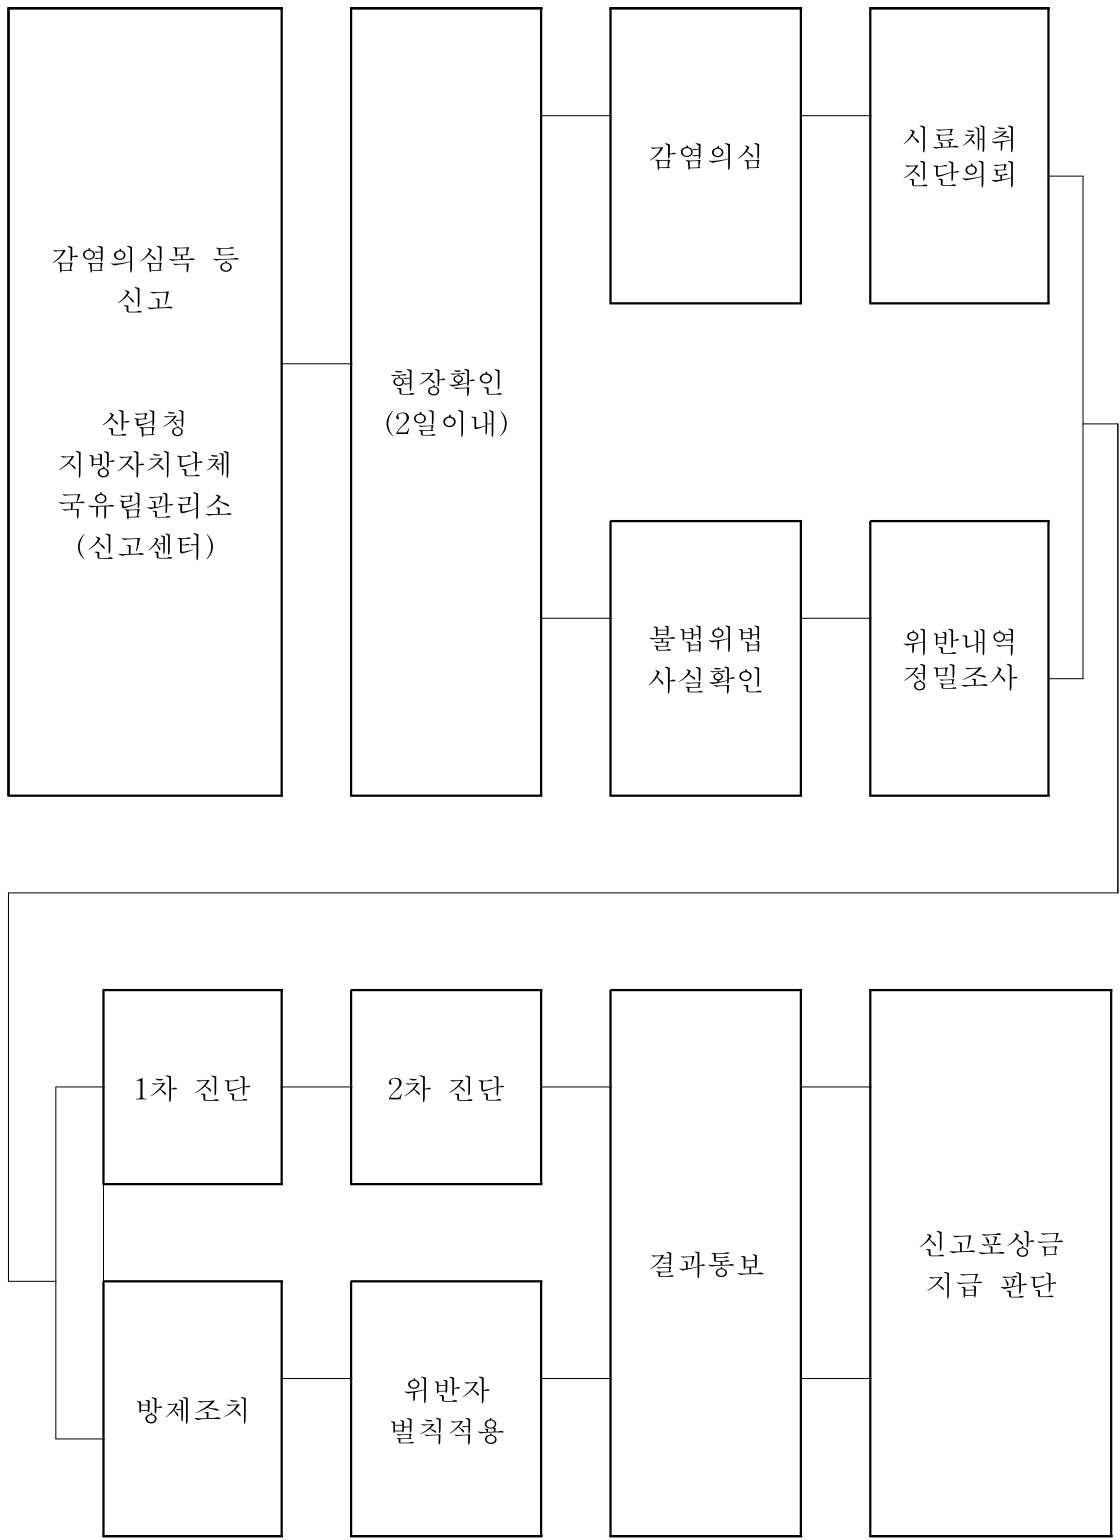 감염의심목 등
신고
산림청
지방자치단체
국유림관리소
(신고센터)
현장확인
(2일이내)
감염의심
시료채취
진단의뢰
불법위법
사실확인
위반내역
정밀조사
1차 진단
2차 진단
방제조치
위반자
벌칙적용
결과통보
신고포상금
지급 판단